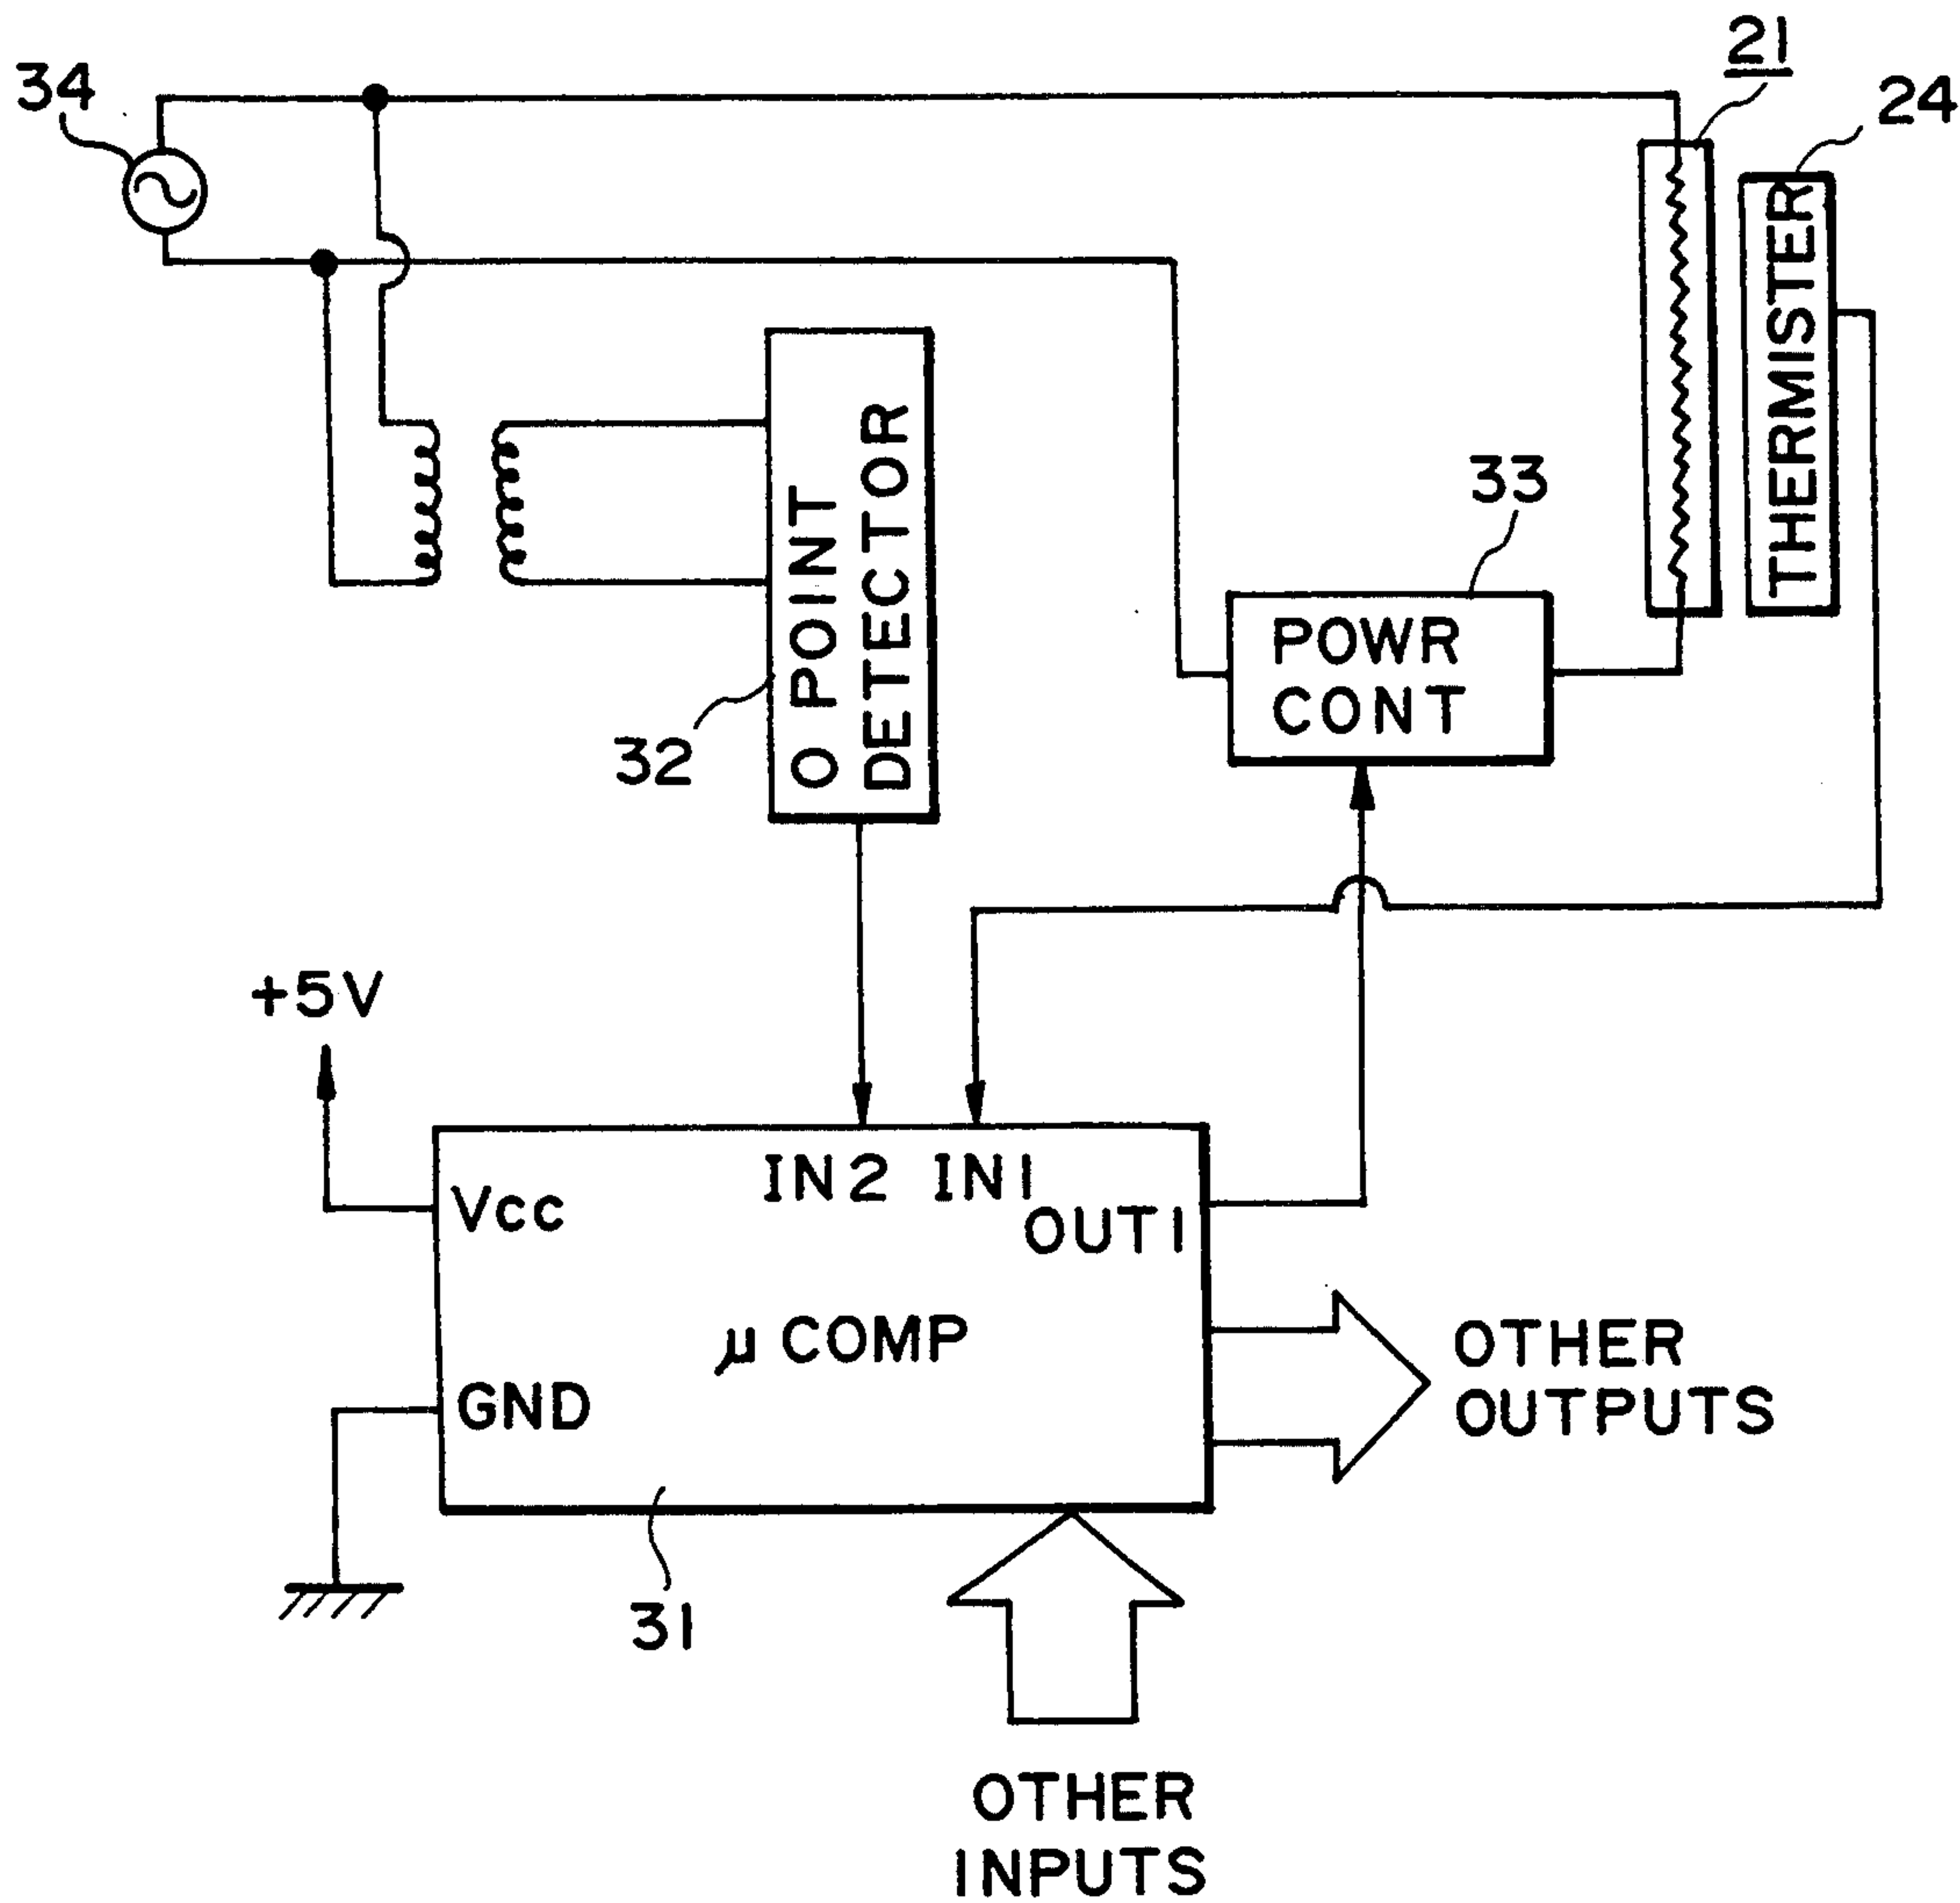 21
34
24
THERMISTER
33
O POINT
DETECTOR
POWR
CONT
32
+5V
IN2 IN1
Vcc
OUT1
μ COMP
OTHER
OUTPUTS
GND
31
OTHER
INPUTS